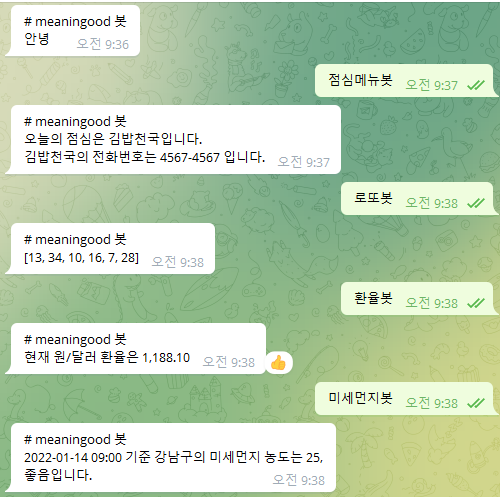 # meaningood 봇
안녕
오전 9:36
점심메뉴봇 오전 9:37
# meaningood 봇
오늘의 점심은 김밥천국입니다.
김밥천국의 전화번호는 4567-4567 입니다. 오전 9:37
로또봇 오전 9:38
# meaningood 봇
[13, 34, 10, 16, 7, 28] 오전 9:38
환율봇 오전 9:38
# meaningood 봇
현재 원/달러 환율은 1,188.10 오전 9:38
미세먼지봇 오전 9:38
# meaningood 봇
2022-01-14 09:00 기준 강남구의 미세먼지 농도는 25,
좋음입니다. 오전 9:38